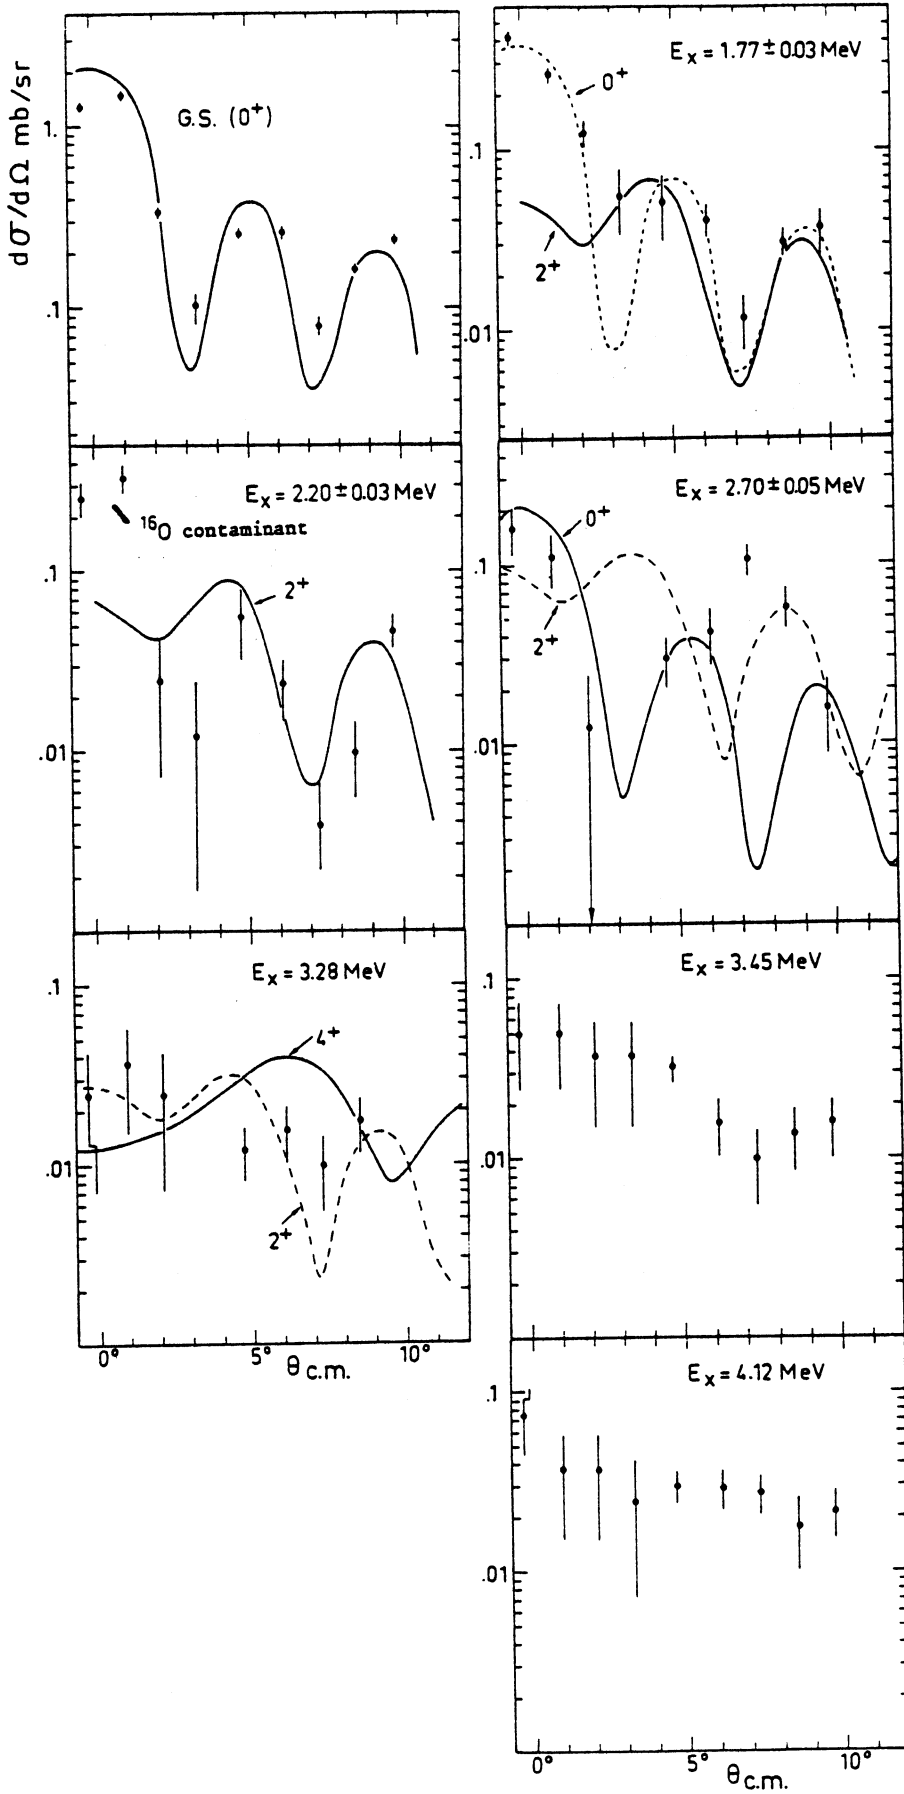 dσ/dΩ mb/sr
G.S. (0⁺)
1.
.1
Eₓ = 1.77 ± 0.03 MeV
0⁺
2⁺
.1
.01
Eₓ = 2.20 ± 0.03 MeV
¹⁶O contaminant
2⁺
.1
.01
Eₓ = 2.70 ± 0.05 MeV
0⁺
2⁺
.1
.01
Eₓ = 3.28 MeV
4⁺
2⁺
.1
.01
0° 5° 10°
θc.m.
Eₓ = 3.45 MeV
.1
.01
Eₓ = 4.12 MeV
.1
.01
0° 5° 10°
θc.m.